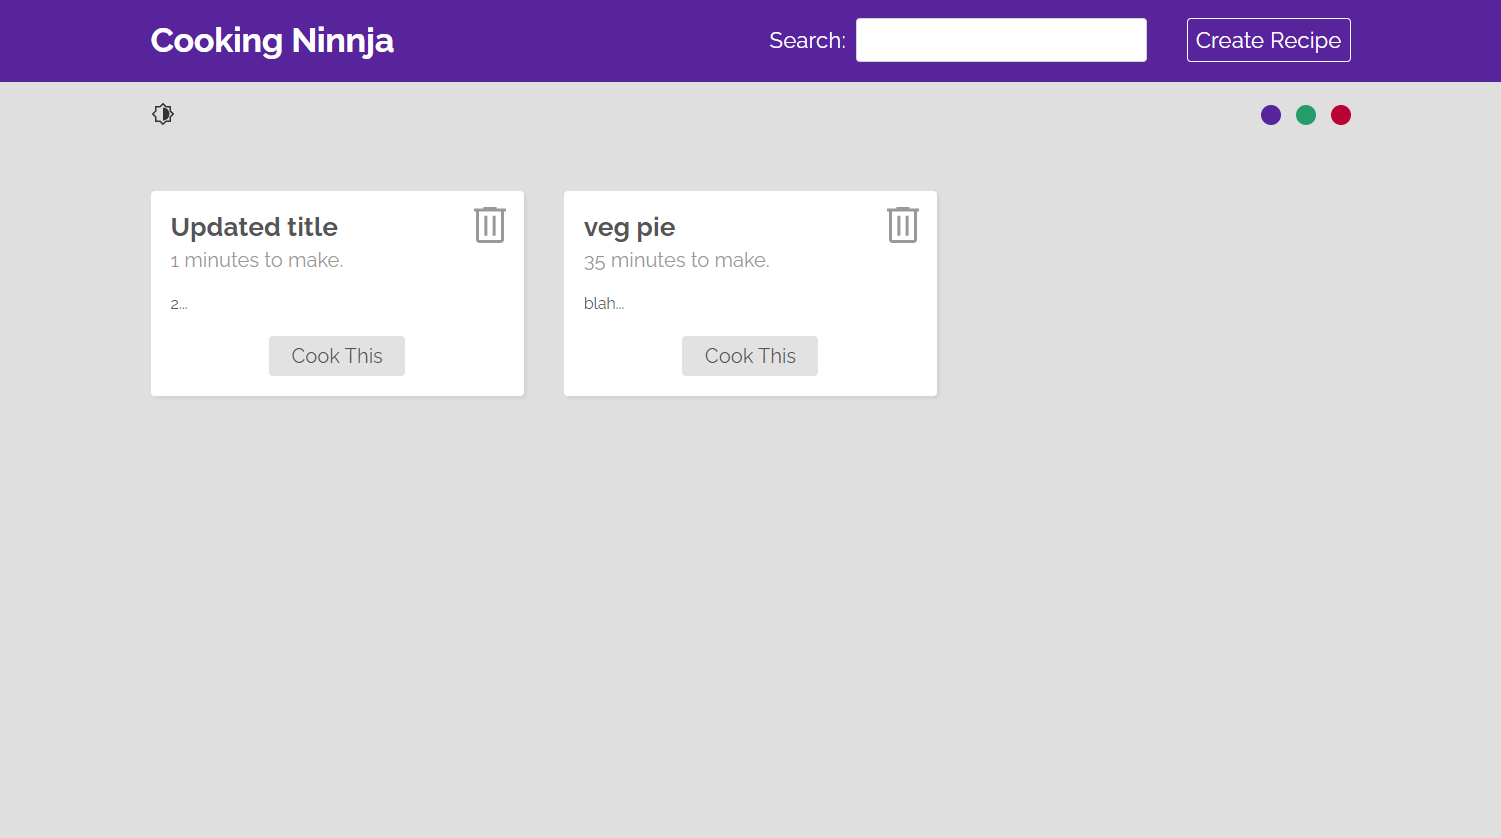 Cooking Ninnja
Search:
Create Recipe
Updated title
1 minutes to make.
2...
Cook This
veg pie
35 minutes to make.
blah...
Cook This